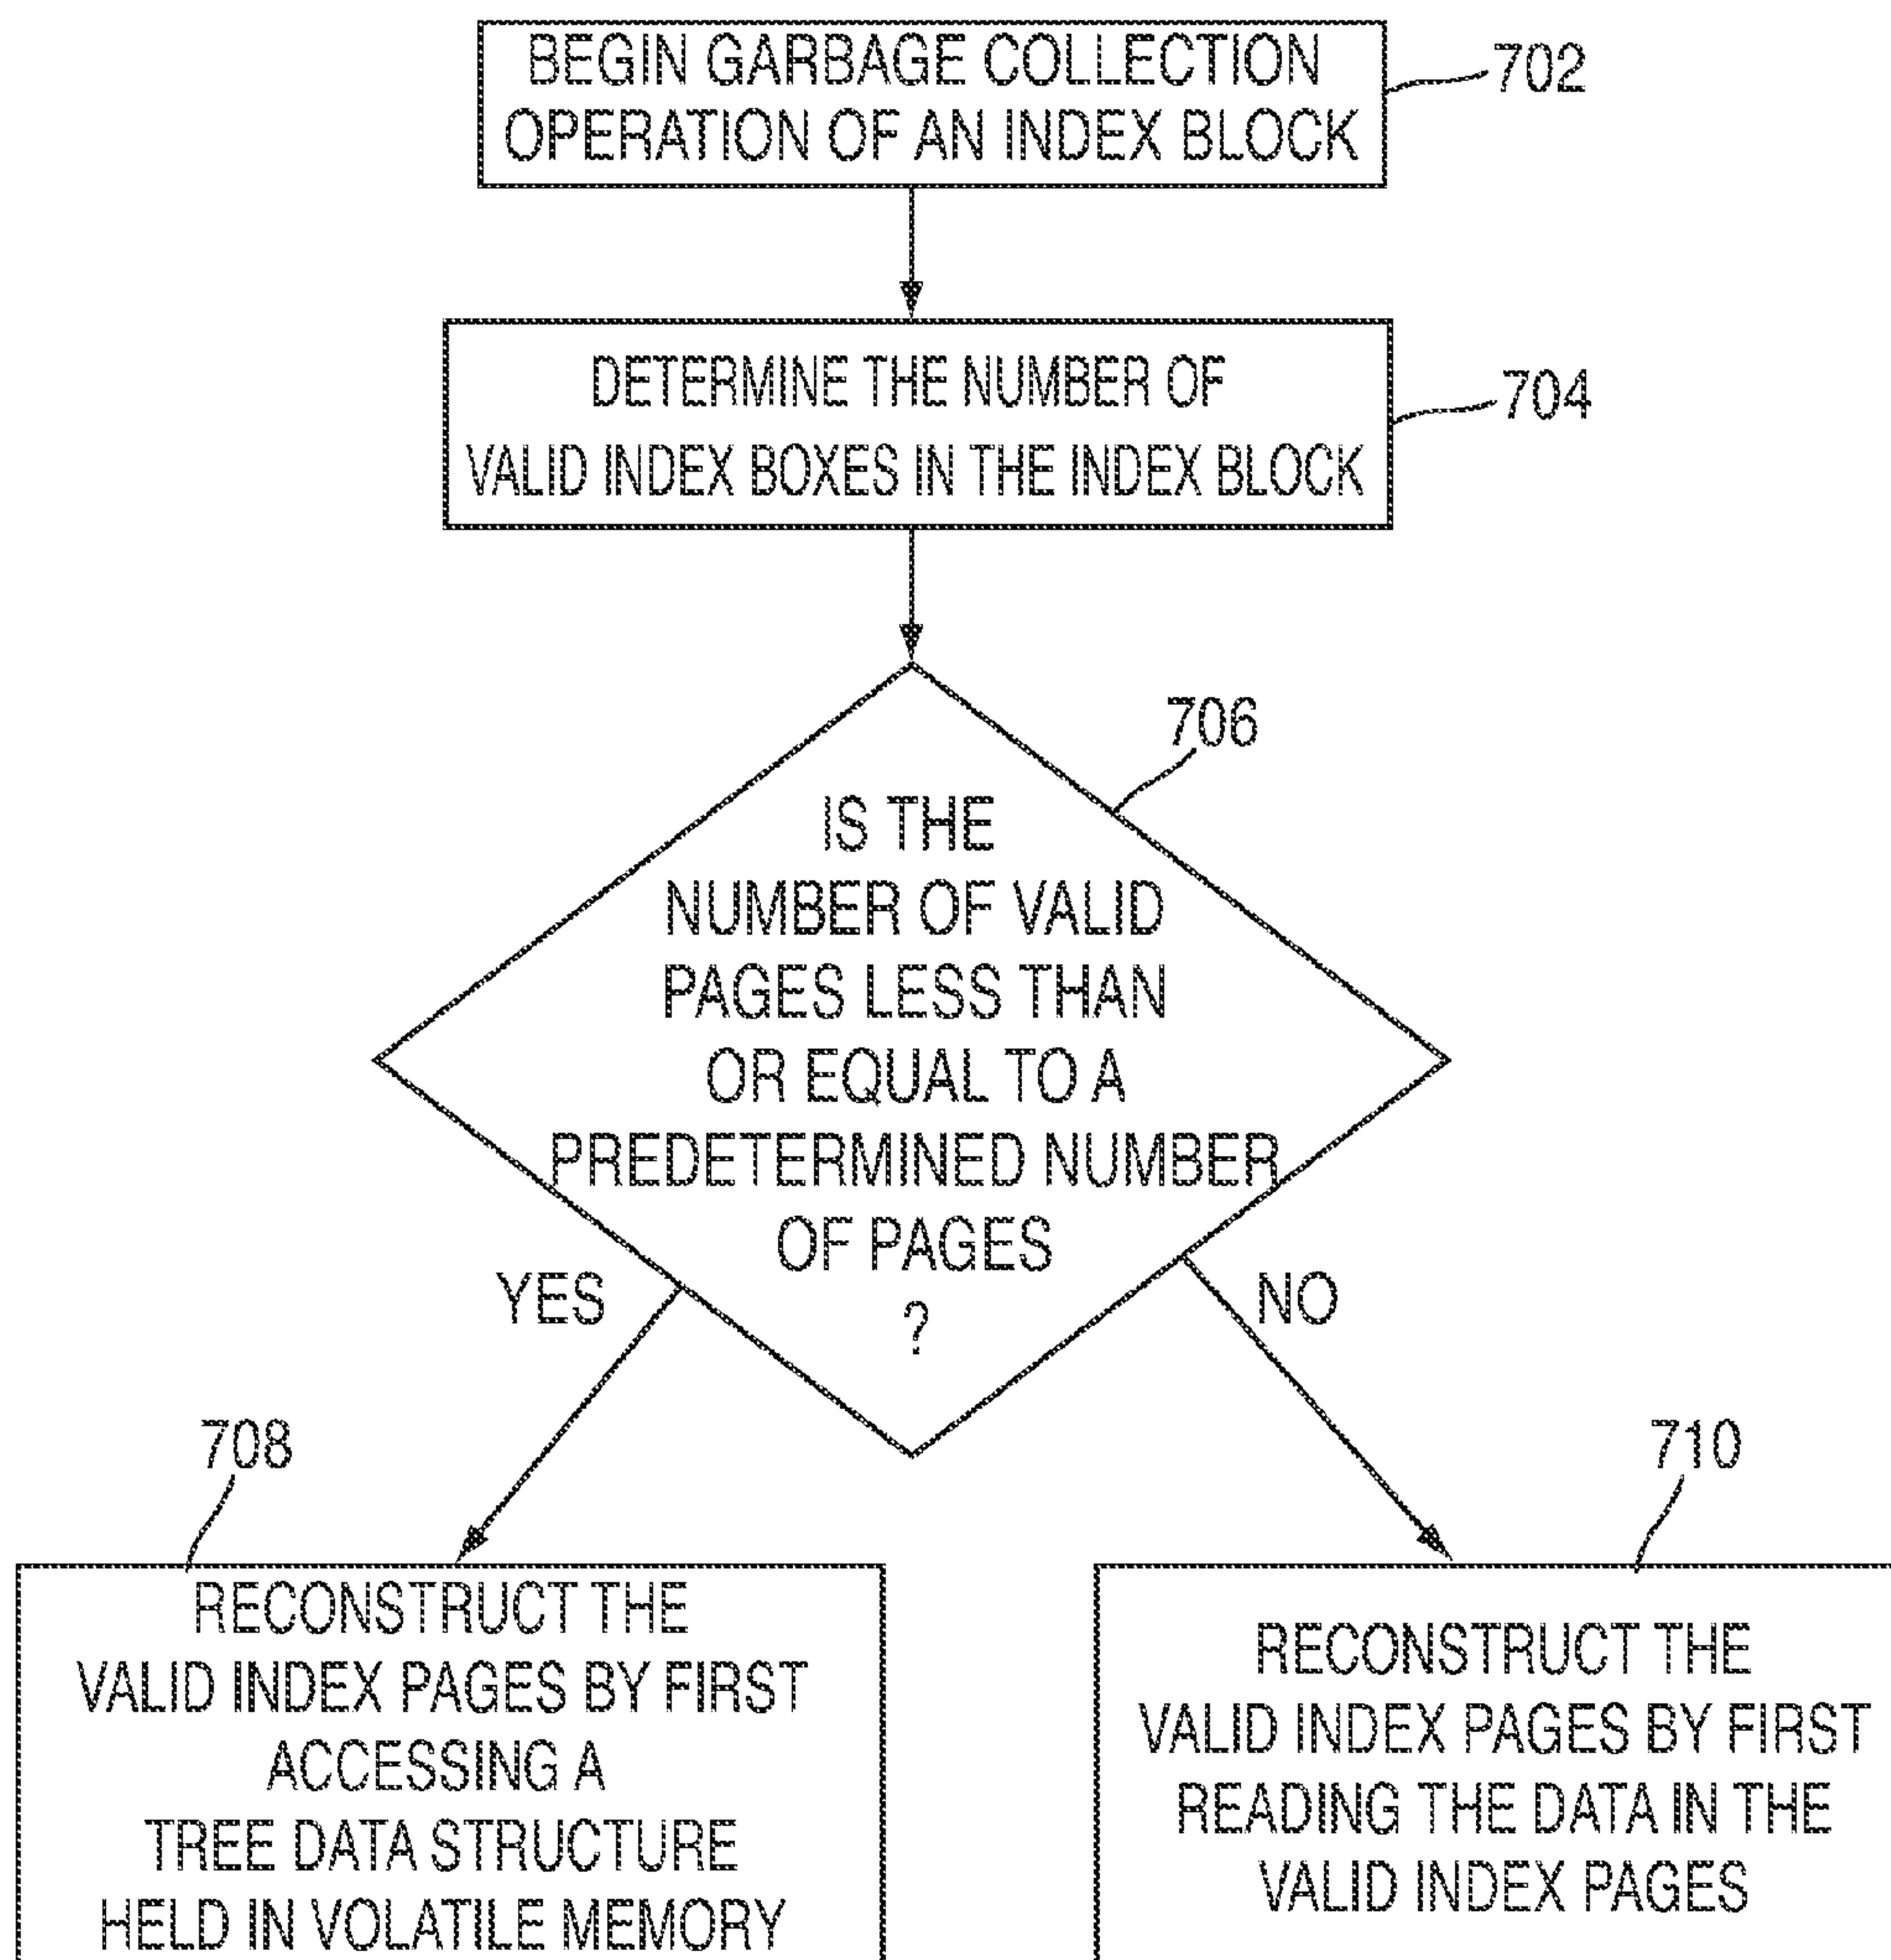 BEGIN GARBAGE COLLECTION
OPERATION OF AN INDEX BLOCK
702
DETERMINE THE NUMBER OF
VALID INDEX BOXES IN THE INDEX BLOCK
704
706
IS THE
NUMBER OF VALID
PAGES LESS THAN
OR EQUAL TO A
PREDETERMINED NUMBER
OF PAGES
?
YES
NO
708
RECONSTRUCT THE
VALID INDEX PAGES BY FIRST
ACCESSING A
TREE DATA STRUCTURE
HELD IN VOLATILE MEMORY
710
RECONSTRUCT THE
VALID INDEX PAGES BY FIRST
READING THE DATA IN THE
VALID INDEX PAGES